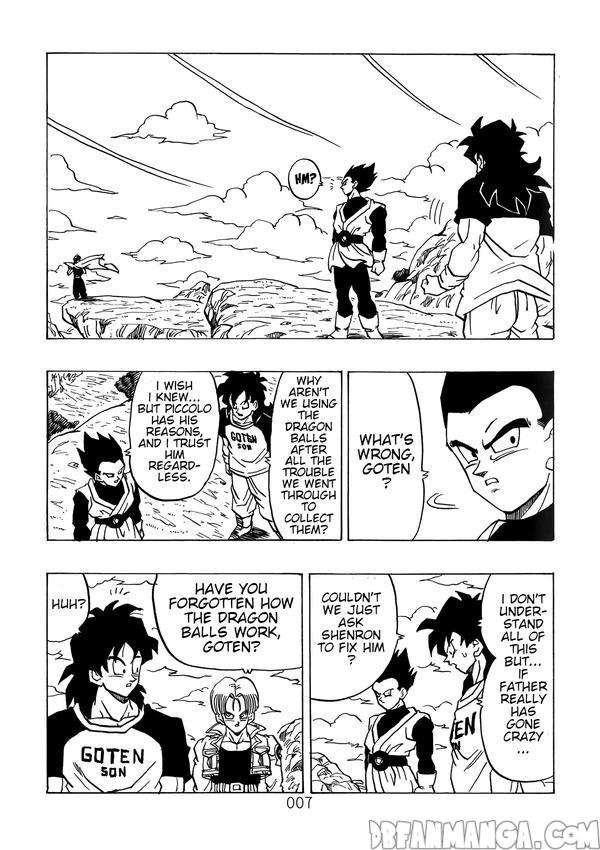 HM?
WHAT'S
WRONG,
GOTEN
?
WHY
AREN'T
WE USING
THE
DRAGON
BALLS
AFTER
ALL THE
TROUBLE
WE WENT
THROUGH
TO
COLLECT
THEM?
I WISH
I KNEW...
BUT PICCOLO
HAS HIS
REASONS,
AND I TRUST
HIM
REGARD-
LESS.
GOTEN
SON
I DON'T
UNDER-
STAND
ALL OF
THIS
BUT...
IF
FATHER
REALLY
HAS
GONE
CRAZY
...
COULDN'T
WE JUST
ASK
SHENRON
TO FIX
HIM ?
TEN
SON
HAVE YOU
FORGOTTEN HOW
THE DRAGON
BALLS WORK,
GOTEN?
HUH?
GOTEN
SON
007
DBFANMANGA.COM